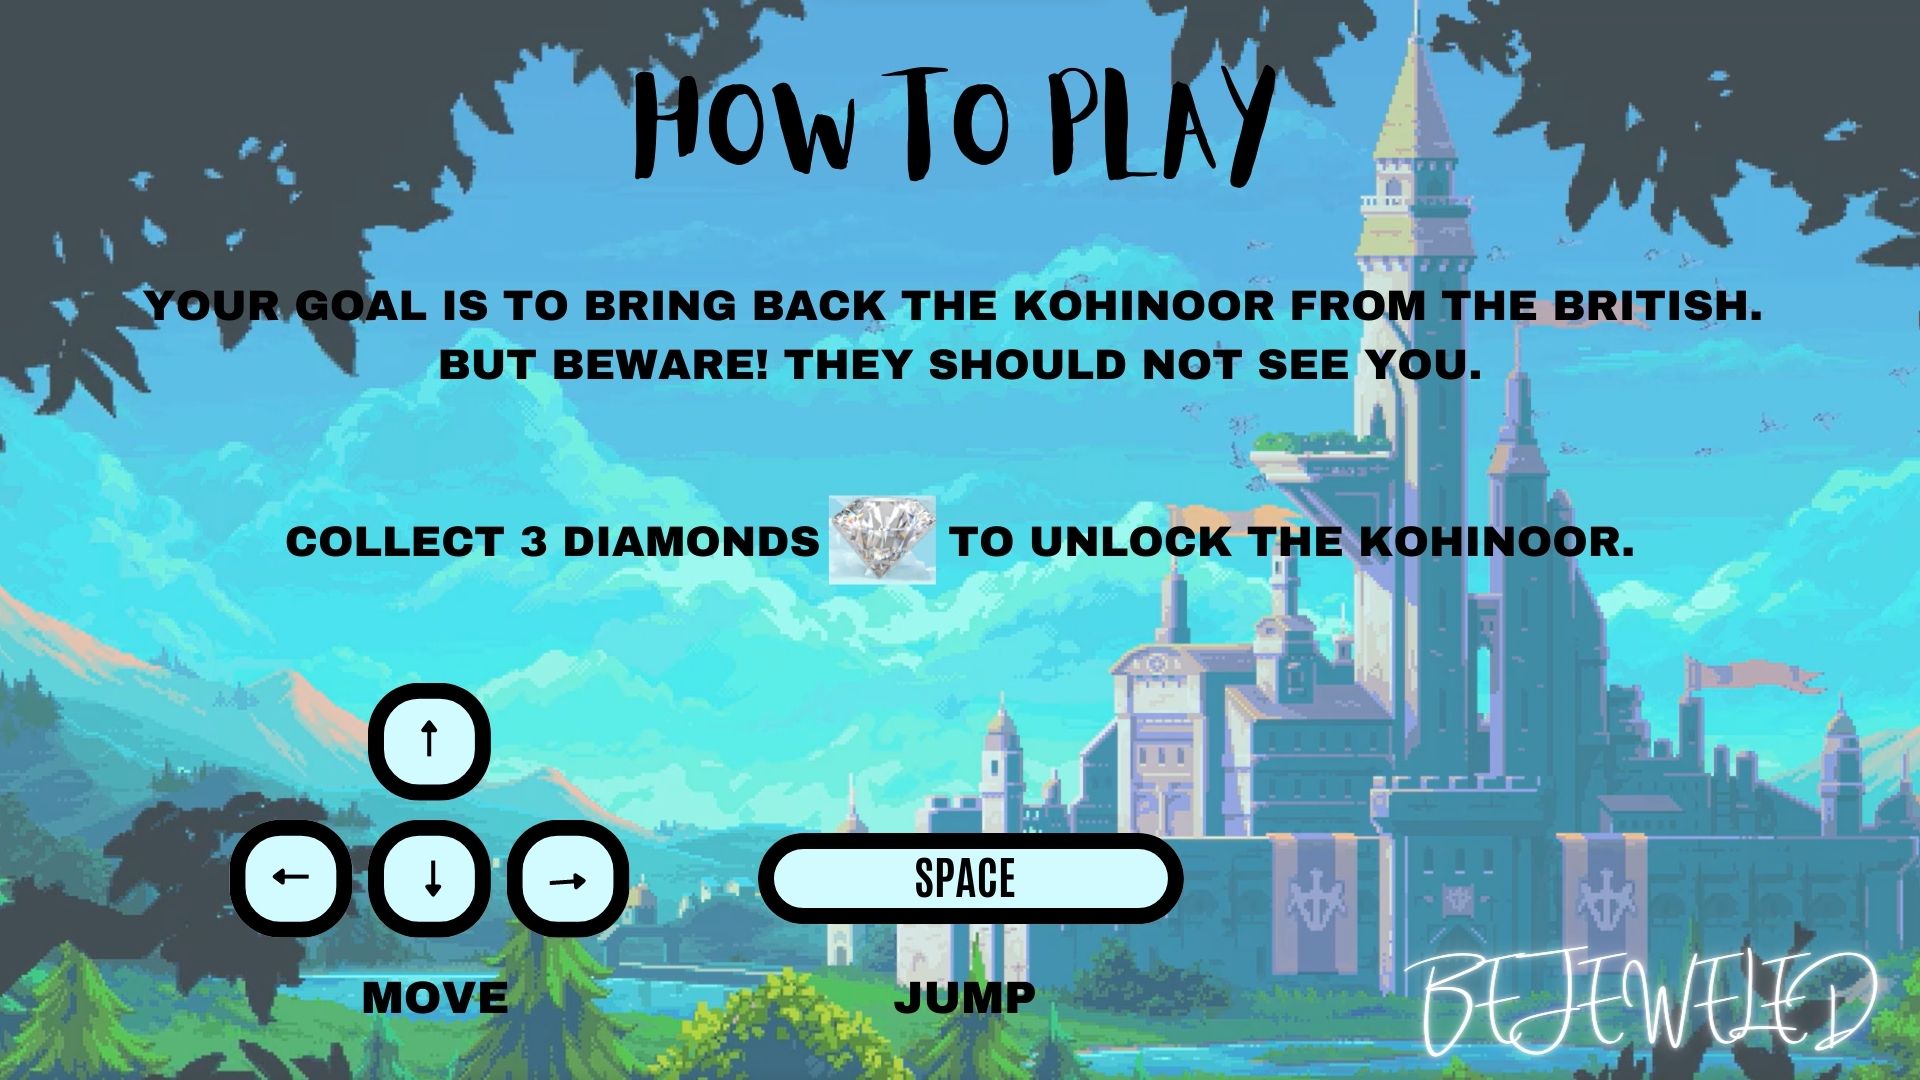 HOW TO PLAY
YOUR GOAL IS TO BRING BACK THE KOHINOOR FROM THE BRITISH.
BUT BEWARE! THEY SHOULD NOT SEE YOU.
COLLECT 3 DIAMONDS TO UNLOCK THE KOHINOOR.
↑
← ↓ →
SPACE
MOVE
JUMP
BEJEWELED